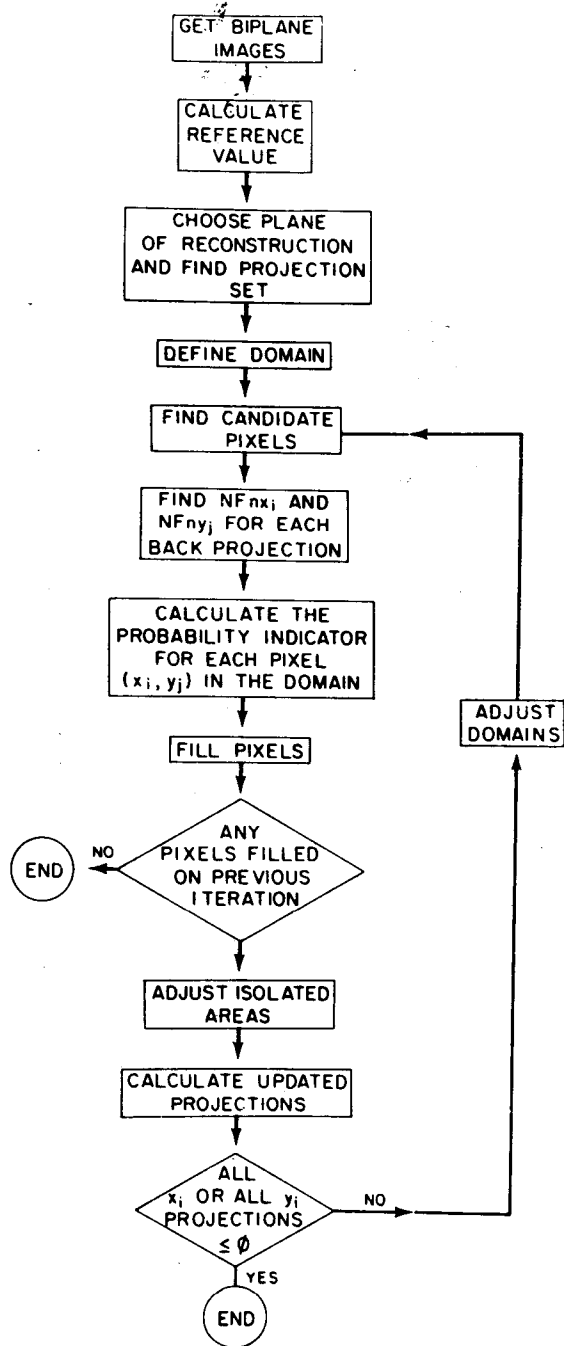 GET BIPLANE
IMAGES
CALCULATE
REFERENCE
VALUE
CHOOSE PLANE
OF RECONSTRUCTION
AND FIND PROJECTION
SET
DEFINE DOMAIN
FIND CANDIDATE
PIXELS
FIND NFnxi AND
NFnyj FOR EACH
BACK PROJECTION
CALCULATE THE
PROBABILITY INDICATOR
FOR EACH PIXEL
(xi, yj) IN THE DOMAIN
ADJUST
DOMAINS
FILL PIXELS
ANY
PIXELS FILLED
ON PREVIOUS
ITERATION
NO
END
ADJUST ISOLATED
AREAS
CALCULATE UPDATED
PROJECTIONS
ALL
xi OR ALL yi
PROJECTIONS
≤ Ø
NO
YES
END